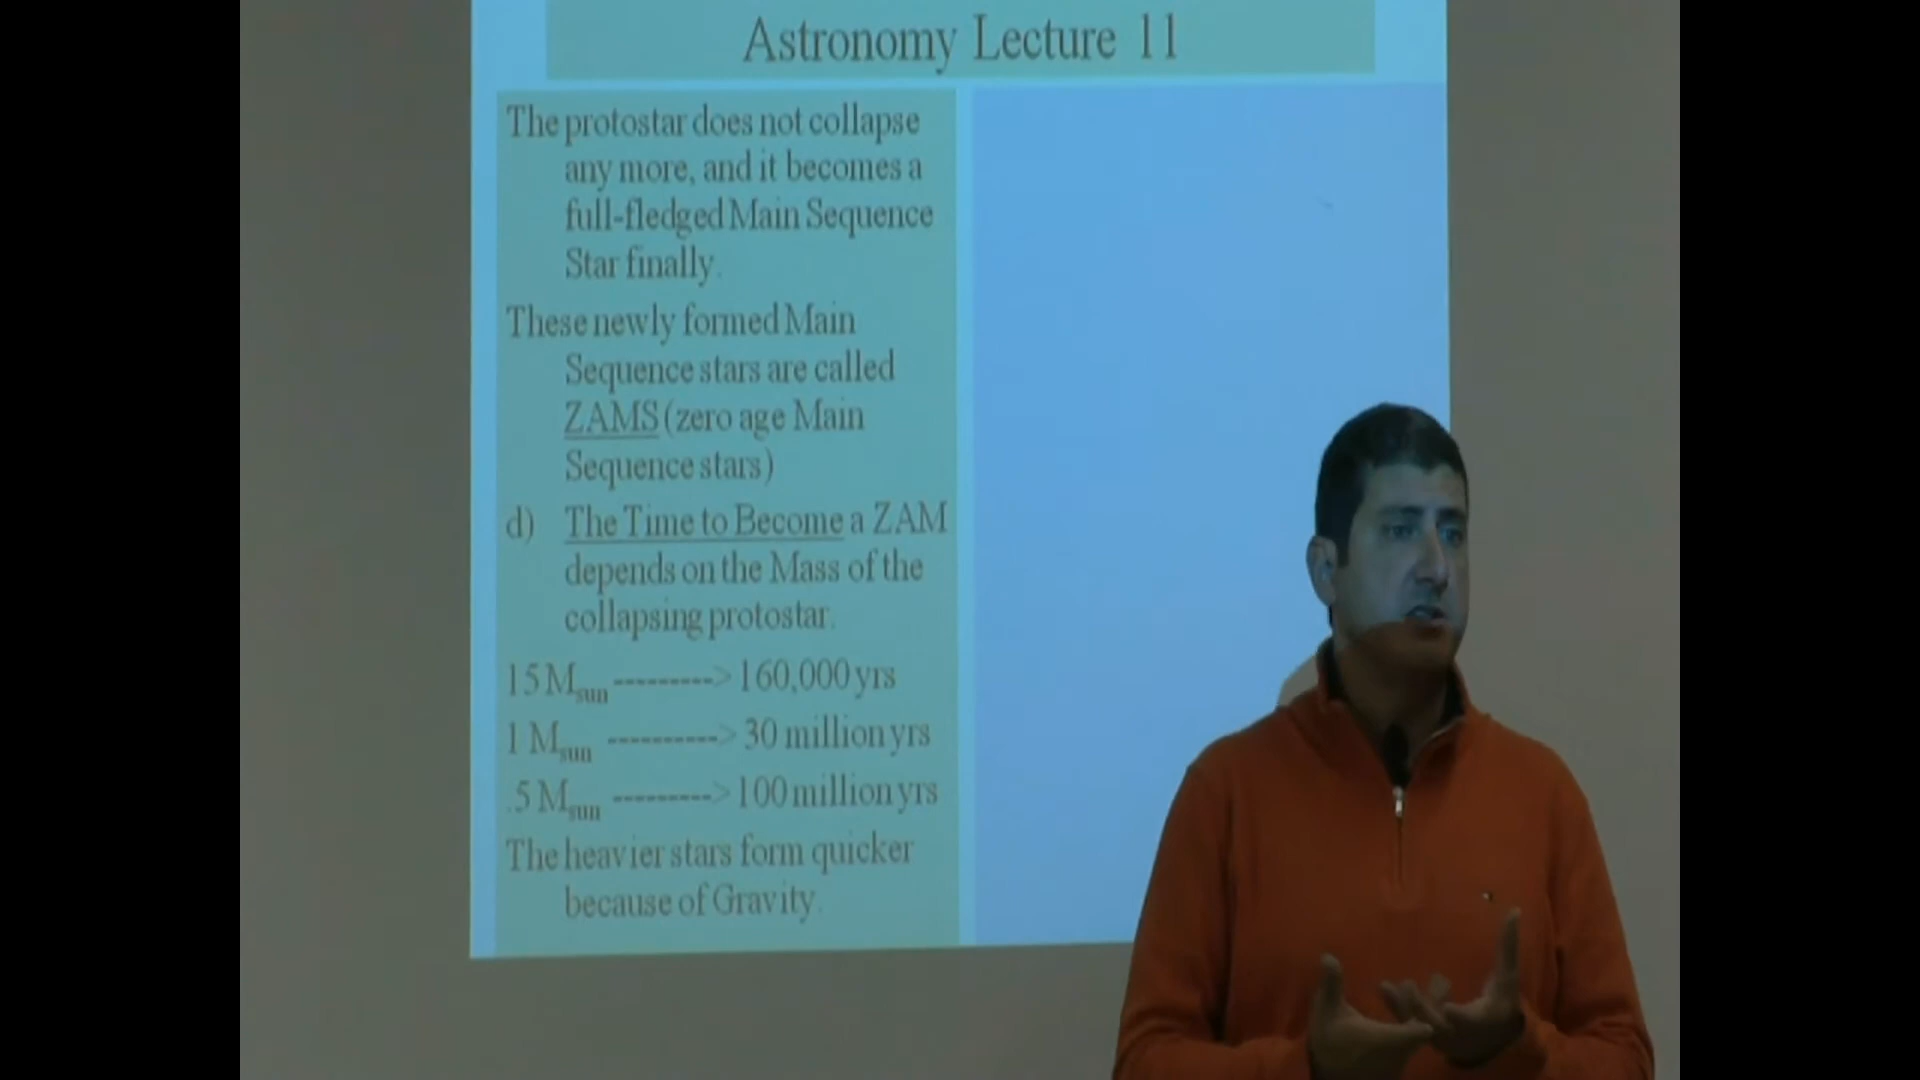 Astronomy Lecture 11
The protostar does not collapse
any more, and it becomes a
full-fledged Main Sequence
Star finally.
These newly formed Main
Sequence stars are called
ZAMS (zero age Main
Sequence stars)
d) The Time to Become a ZAM
depends on the Mass of the
collapsing protostar.
15 Msun ---------> 160,000 yrs
1 Msun ----------> 30 million yrs
.5 Msun ---------> 100 million yrs
The heavier stars form quicker
because of Gravity.